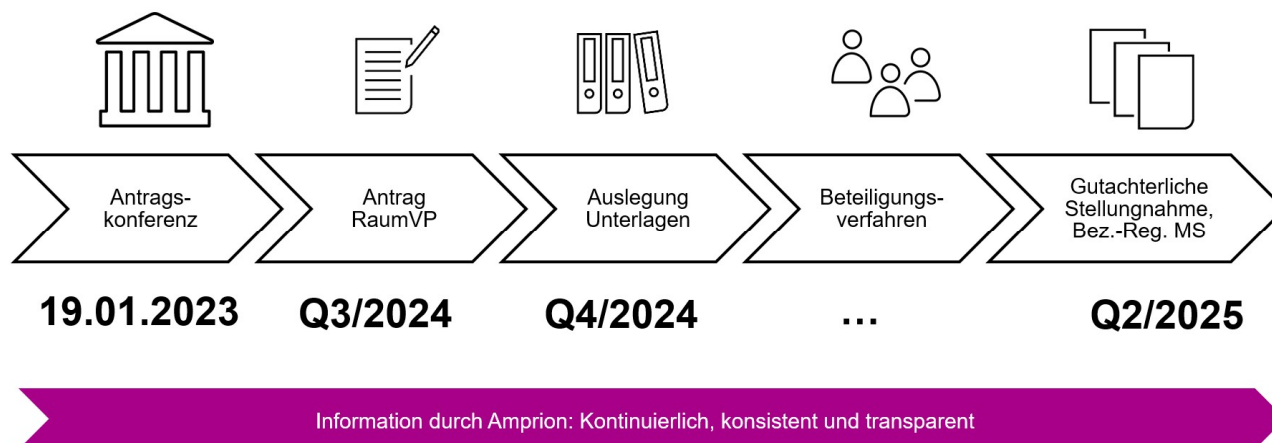 Antrags-
konferenz
Antrag
RaumVP
Auslegung
Unterlagen
Beteiligungs-
verfahren
Gutachterliche
Stellungnahme,
Bez.-Reg. MS
19.01.2023
Q3/2024
Q4/2024
...
Q2/2025
Information durch Amprion: Kontinuierlich, konsistent und transparent